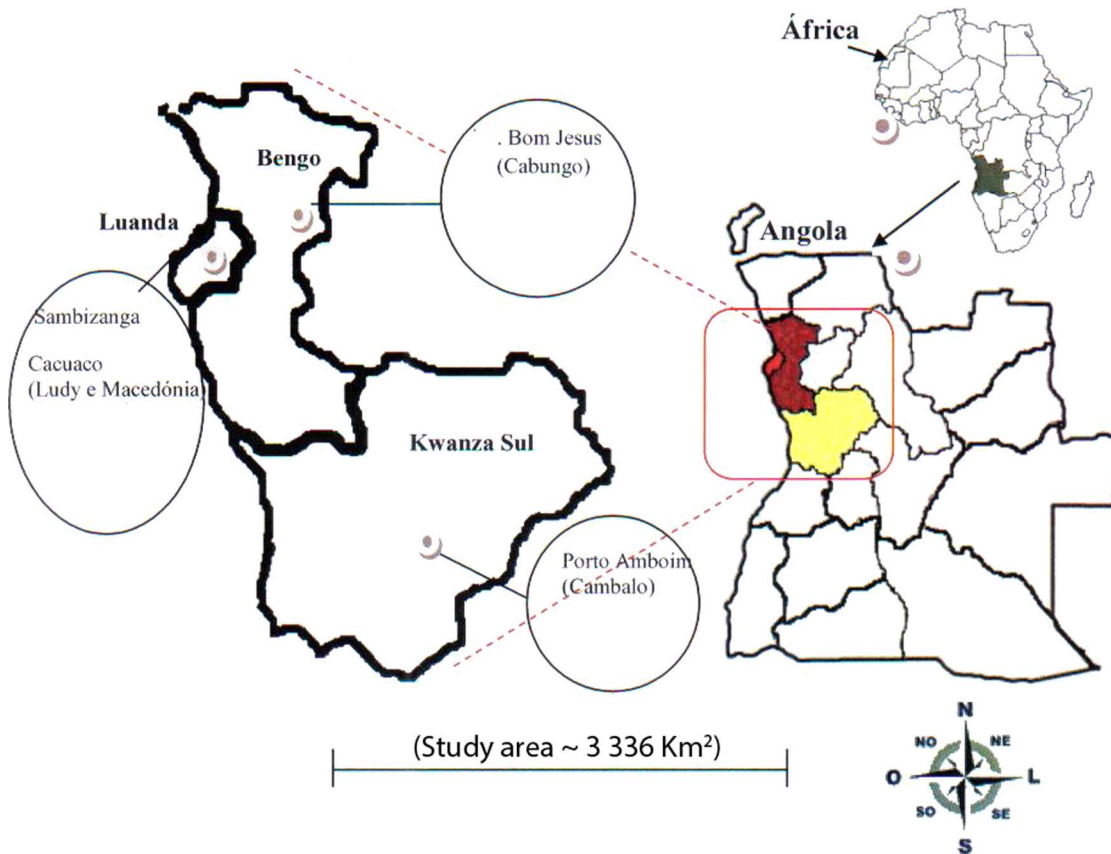 África
. Bom Jesus
(Cabungo)
Bengo
Luanda
Angola
Sambizanga
Cacuaco
(Ludy e Macedónia)
Kwanza Sul
Porto Amboim
(Cambalo)
(Study area ~ 3 336 Km²)
N
NO
NE
O
L
SO
SE
S